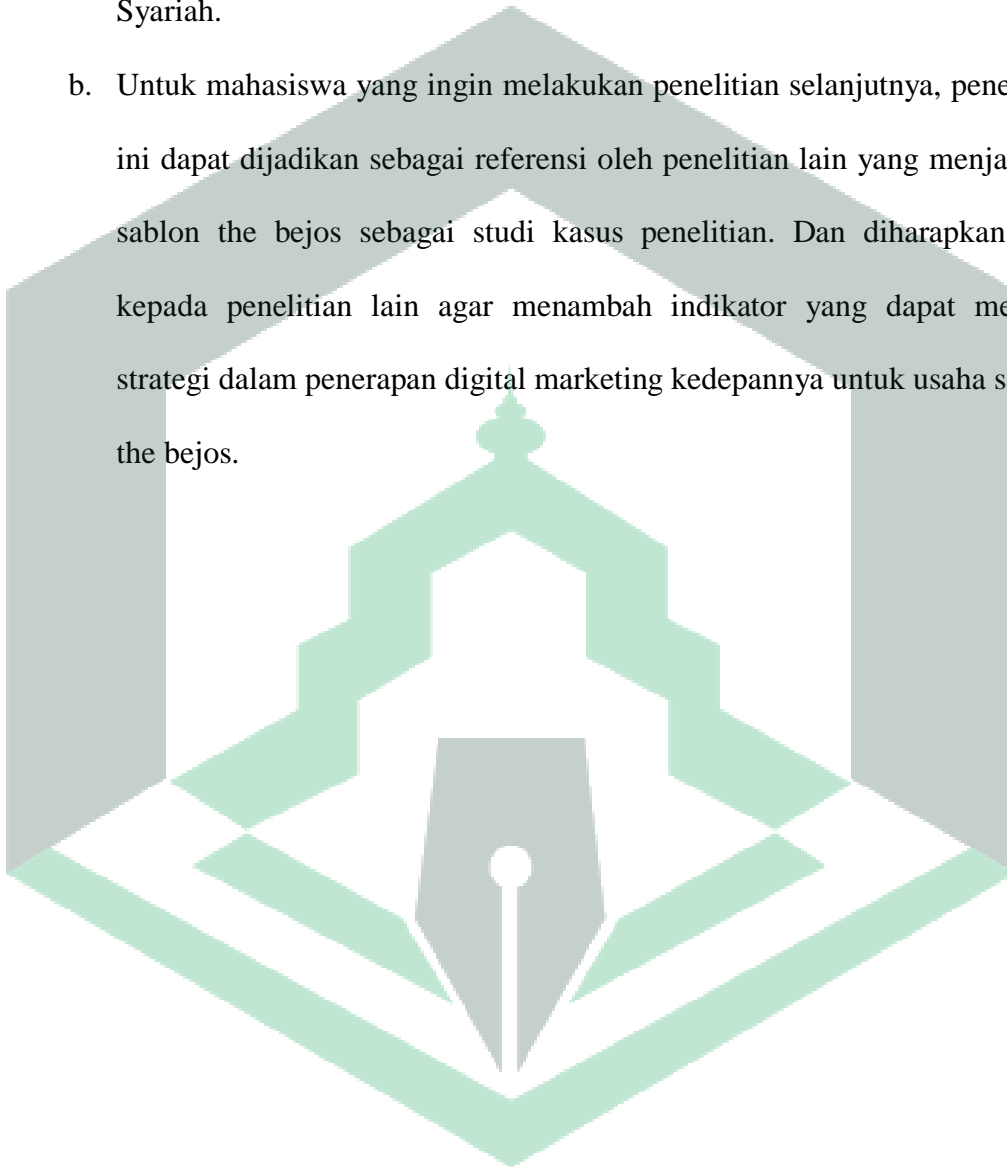 Syariah.
b. Untuk mahasiswa yang ingin melakukan penelitian selanjutnya, pene
ini dapat dijadikan sebagai referensi oleh penelitian lain yang menja
sablon the bejos sebagai studi kasus penelitian. Dan diharapkan
kepada penelitian lain agar menambah indikator yang dapat me
strategi dalam penerapan digital marketing kedepannya untuk usaha s
the bejos.